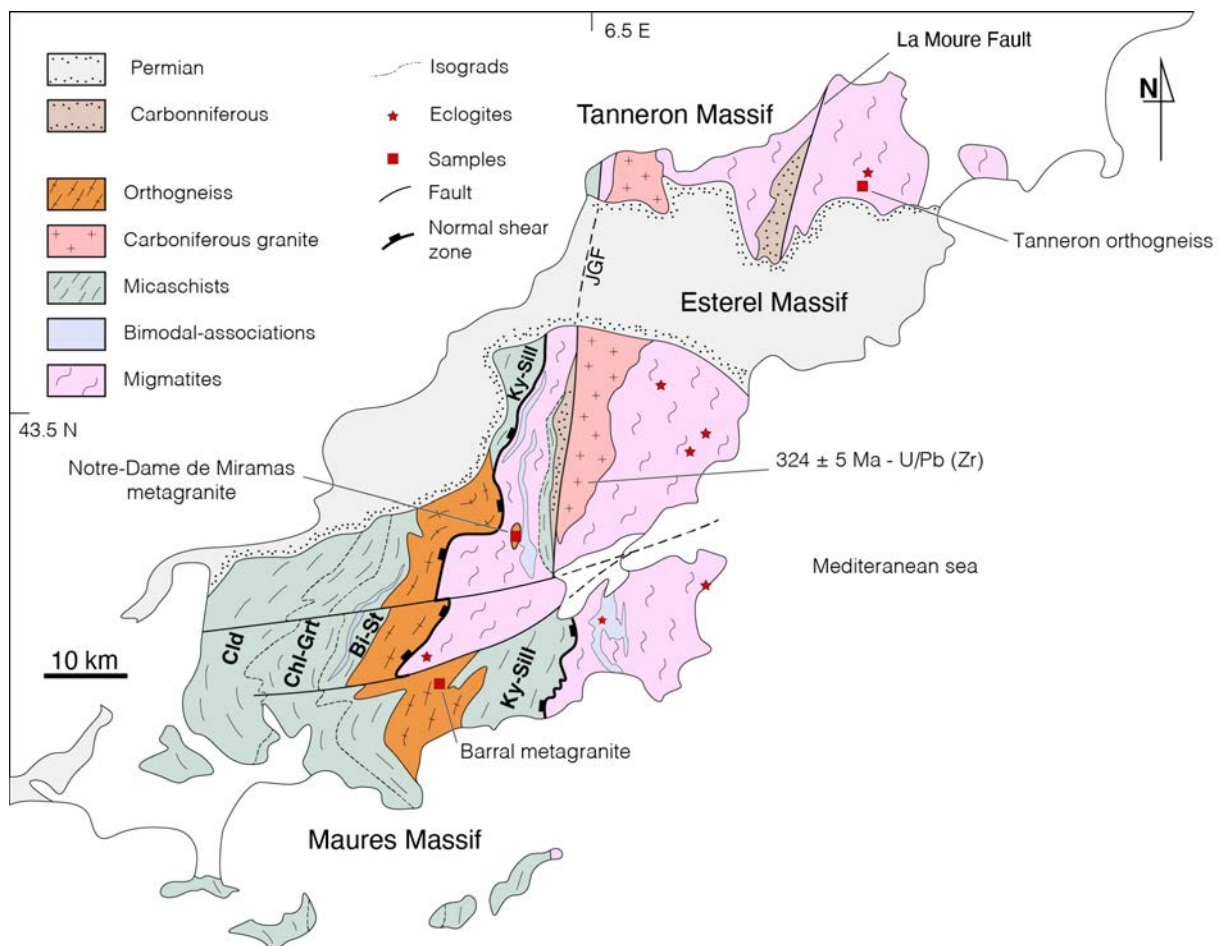 6.5 E
La Moure Fault
N
Permian
Carbonniferous
Orthogneiss
Carboniferous granite
Micaschists
Bimodal-associations
Migmatites
Isograds
Eclogites
Samples
Fault
Normal shear
zone
Tanneron Massif
Tanneron orthogneiss
JGF
Esterel Massif
Ky-Sill
43.5 N
Notre-Dame de Miramas
metagranite
324 ± 5 Ma - U/Pb (Zr)
Mediteranean sea
Cld
Chl-Grt
Bi-St
Ky-Sill
10 km
Barral metagranite
Maures Massif